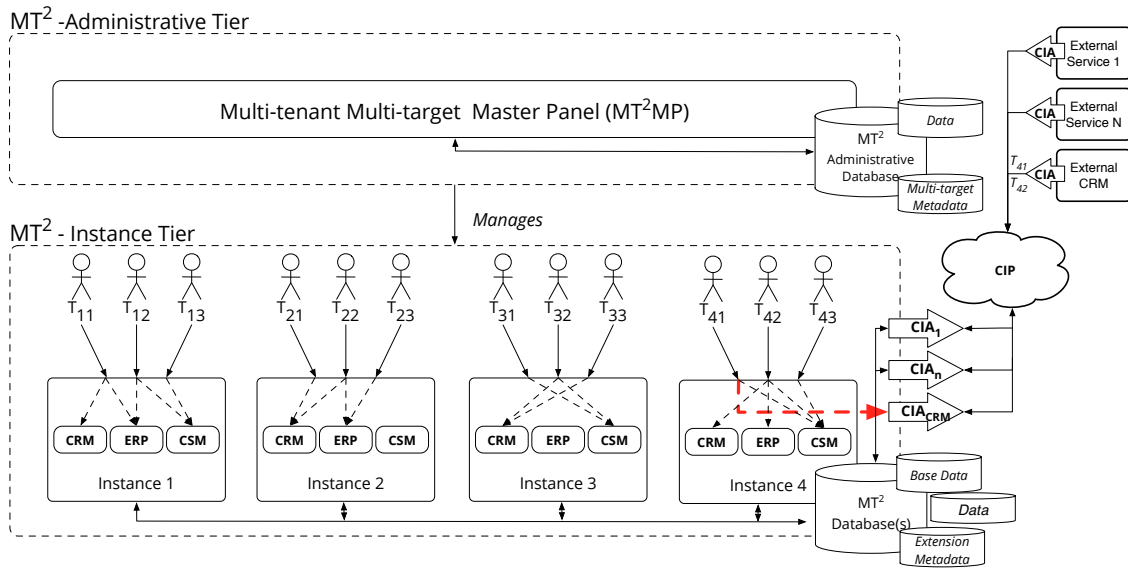 MT² -Administrative Tier
Multi-tenant Multi-target Master Panel (MT²MP)
MT²
Administrative
Database
Data
Multi-target
Metadata
CIA
External
Service 1
CIA
External
Service N
T41
T42
CIA
External
CRM
CIP
Manages
MT² - Instance Tier
T11 T12 T13
T21 T22 T23
T31 T32 T33
T41 T42 T43
CIA1
CIAn
CIACRM
CRM ERP CSM
Instance 1
CRM ERP CSM
Instance 2
CRM ERP CSM
Instance 3
CRM ERP CSM
Instance 4
MT²
Database(s)
Base Data
Data
Extension
Metadata